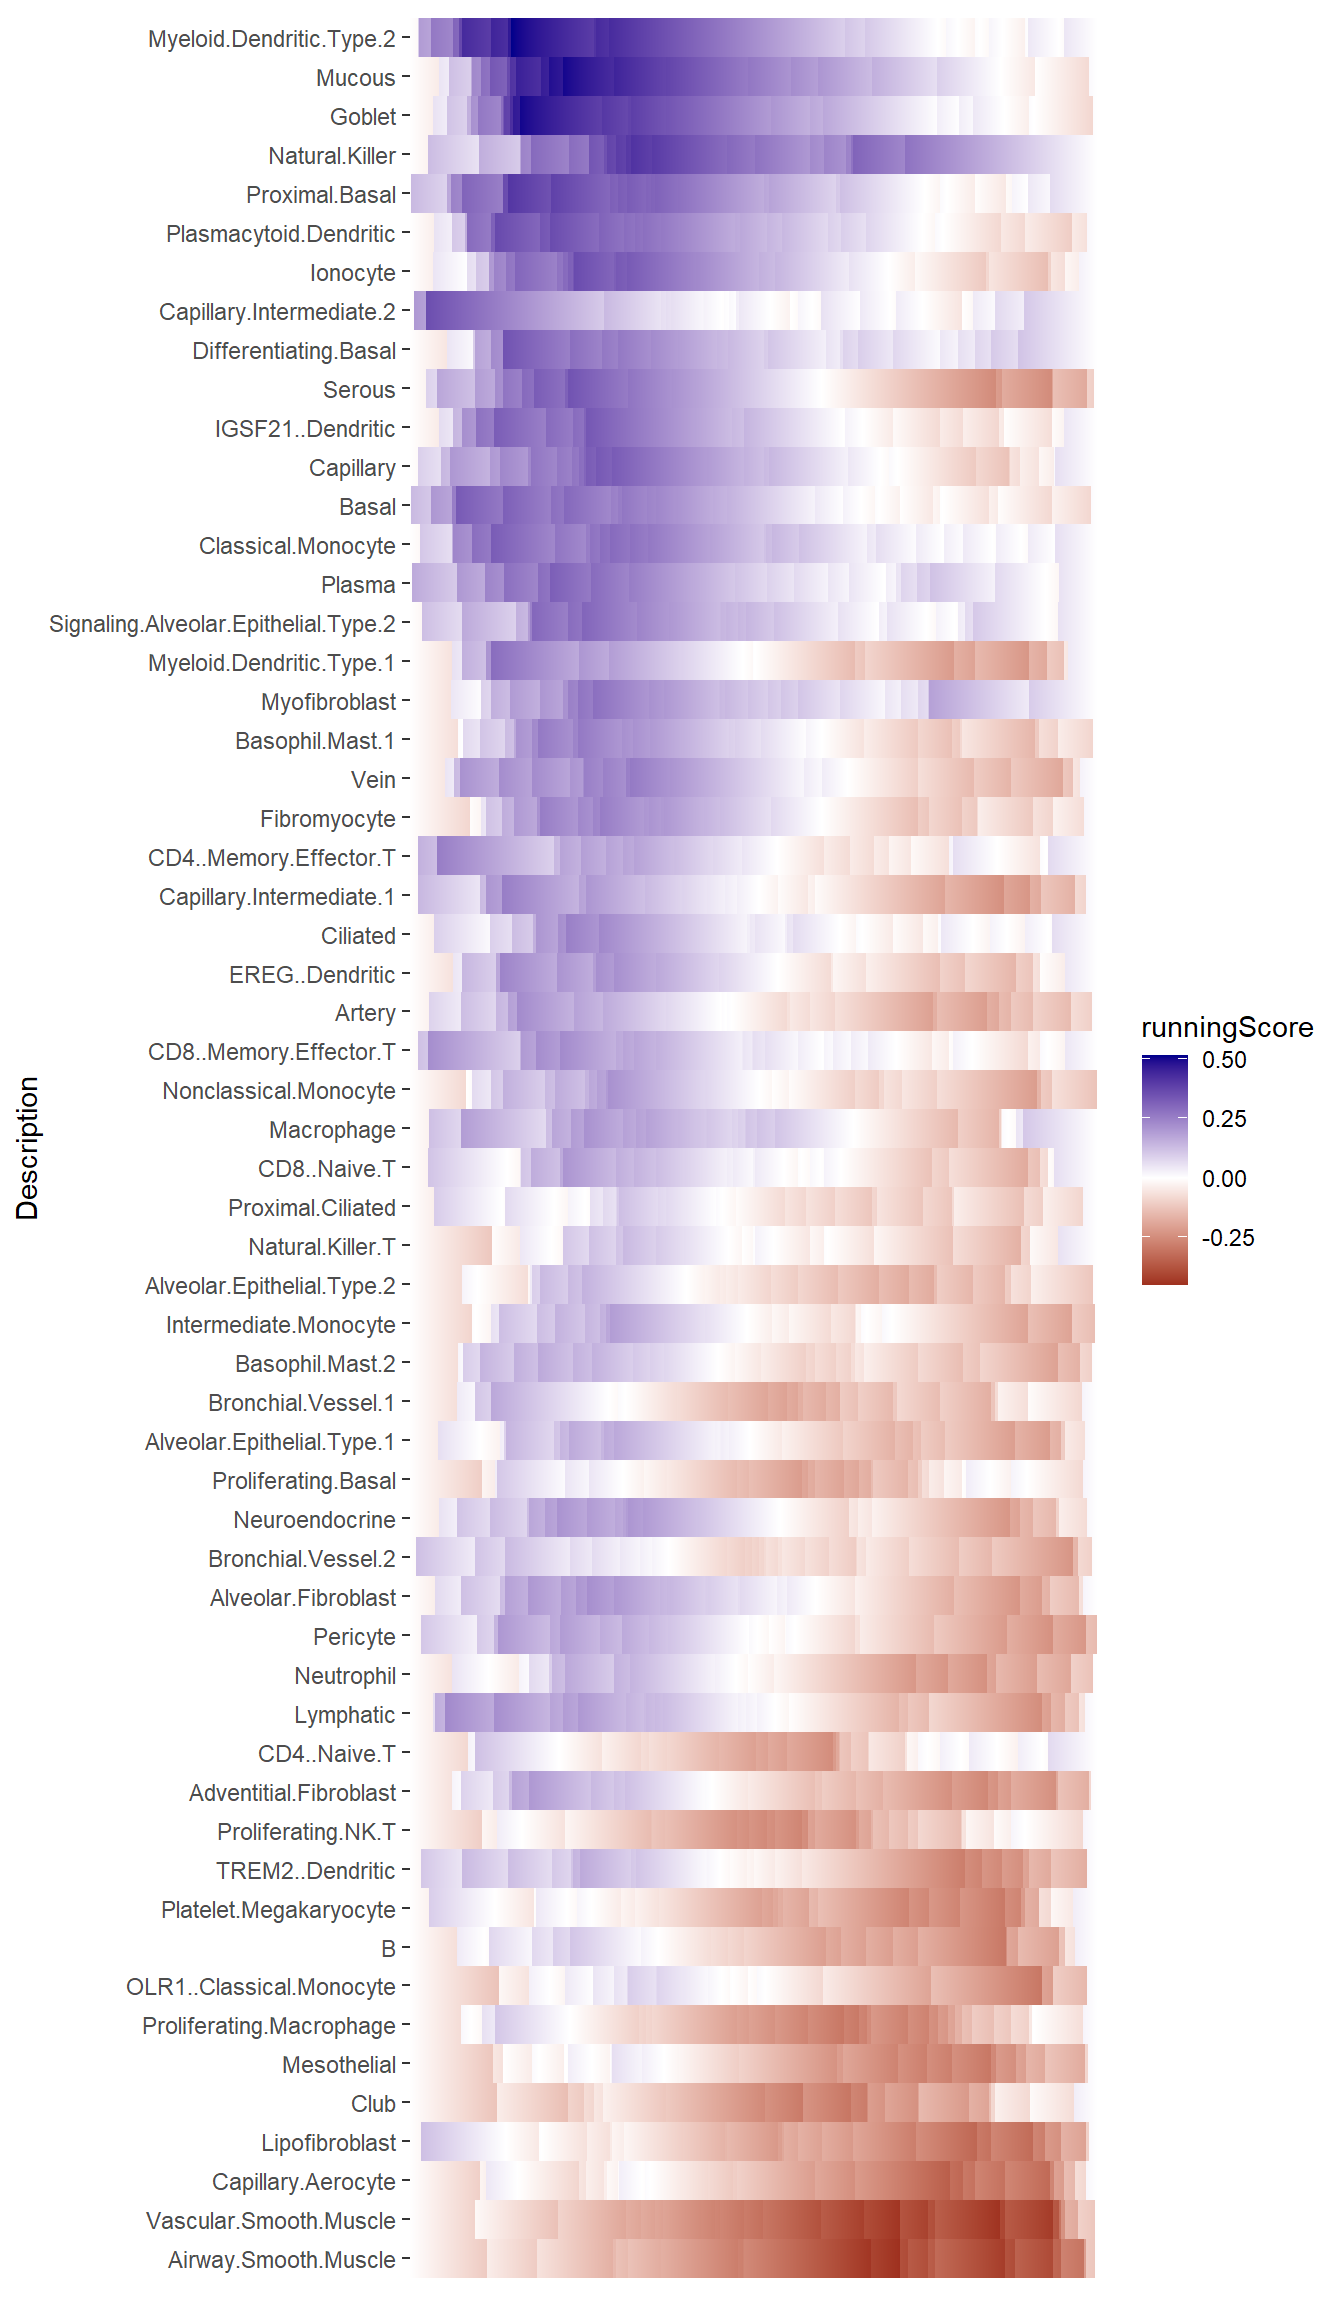 Myeloid.Dendritic.Type.2
Mucous
Goblet
Natural.Killer
Proximal.Basal
Plasmacytoid.Dendritic
Ionocyte
Capillary.Intermediate.2
Differentiating.Basal
Serous
IGSF21..Dendritic
Capillary
Basal
Classical.Monocyte
Plasma
Signaling.Alveolar.Epithelial.Type.2
Myeloid.Dendritic.Type.1
Myofibroblast
Basophil.Mast.1
Vein
Fibromyocyte
CD4..Memory.Effector.T
Capillary.Intermediate.1
Ciliated
EREG..Dendritic
Artery
CD8..Memory.Effector.T
Nonclassical.Monocyte
Macrophage
CD8..Naive.T
Proximal.Ciliated
Natural.Killer.T
Alveolar.Epithelial.Type.2
Intermediate.Monocyte
Basophil.Mast.2
Bronchial.Vessel.1
Alveolar.Epithelial.Type.1
Proliferating.Basal
Neuroendocrine
Bronchial.Vessel.2
Alveolar.Fibroblast
Pericyte
Neutrophil
Lymphatic
CD4..Naive.T
Adventitial.Fibroblast
Proliferating.NK.T
TREM2..Dendritic
Platelet.Megakaryocyte
B
OLR1..Classical.Monocyte
Proliferating.Macrophage
Mesothelial
Club
Lipofibroblast
Capillary.Aerocyte
Vascular.Smooth.Muscle
Airway.Smooth.Muscle
Description
runningScore
0.50
0.25
0.00
-0.25